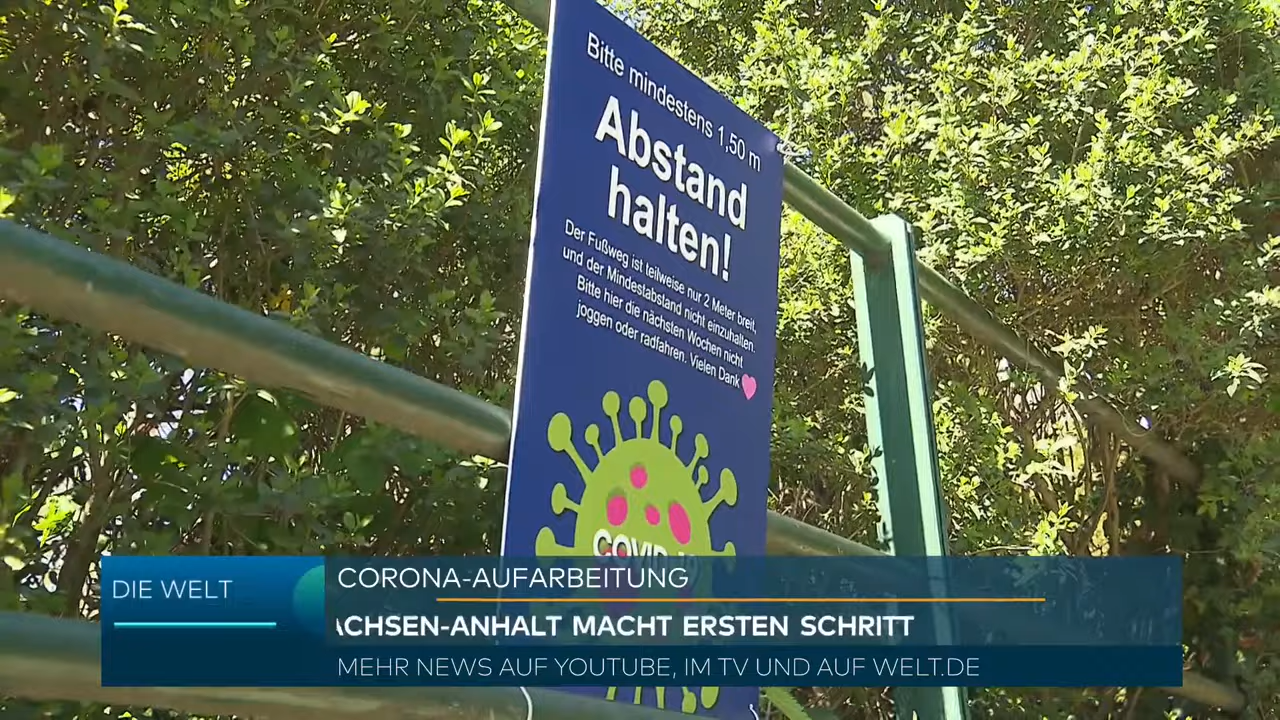 Bitte mindestens 1,50 m
Abstand
halten!
Der Fußweg ist teilweise nur 2 Meter breit,
und der Mindestabstand nicht einzuhalten.
Bitte hier die nächsten Wochen nicht
joggen oder radfahren. Vielen Dank
DIE WELT
CORONA-AUFARBEITUNG
ACHSEN-ANHALT MACHT ERSTEN SCHRITT
MEHR NEWS AUF YOUTUBE, IM TV UND AUF WELT.DE